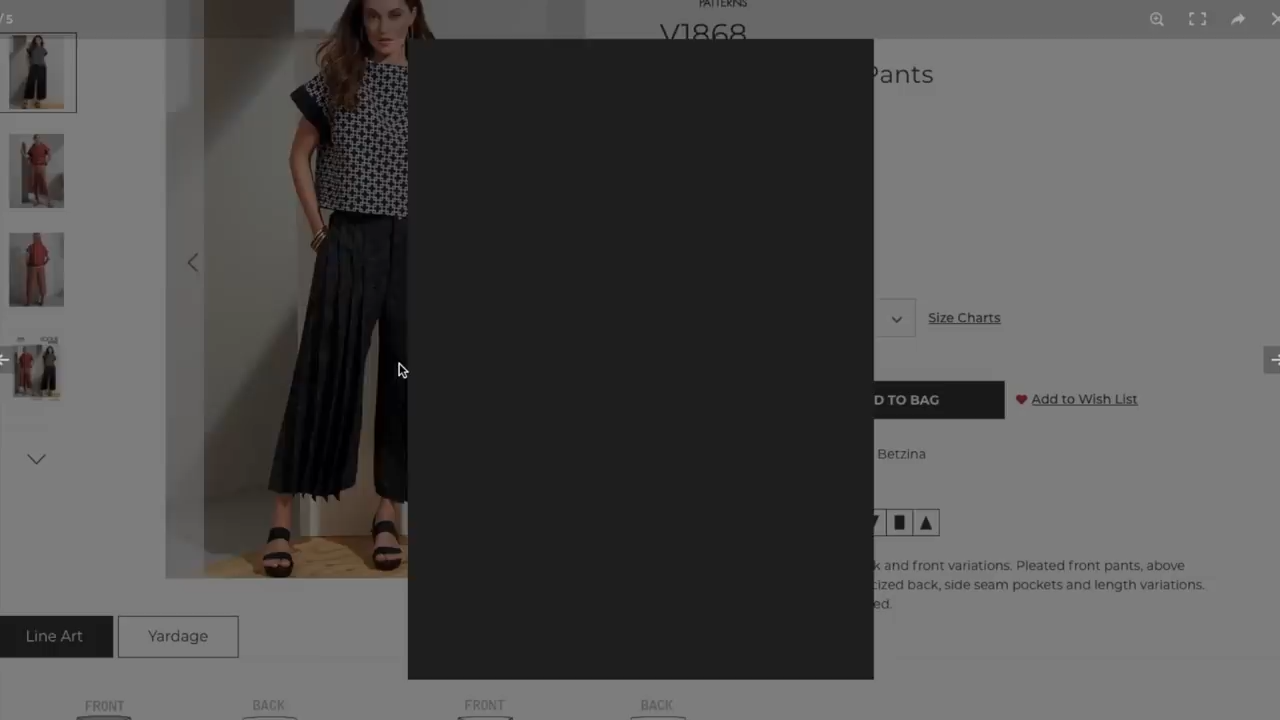 / 5
PATTERNS
V1868
Pants
Size Charts
D TO BAG
Add to Wish List
Betzina
k and front variations. Pleated front pants, above
cized back, side seam pockets and length variations.
ed.
Line Art
Yardage
FRONT
BACK
FRONT
BACK